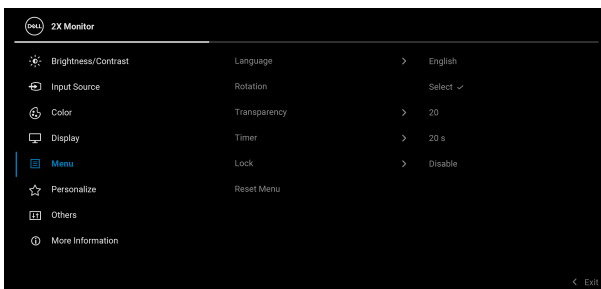 DELL 2X Monitor
Brightness/Contrast Language > English
Input Source Rotation Select ✓
Color Transparency > 20
Display Timer > 20 s
Menu Lock > Disable
Personalize Reset Menu
Others
More Information
< Exit